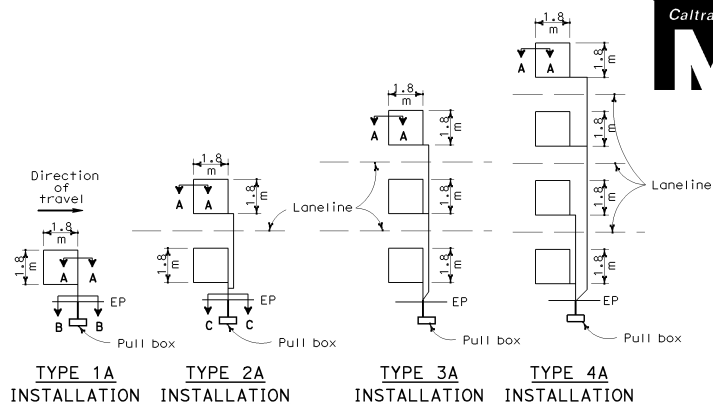 Caltra
M
Direction
of
travel
1.8
m
1.8
m
A A
EP
B B
Pull box
TYPE 1A
INSTALLATION
1.8
m
1.8
m
A A
Laneline
1.8
m
EP
C C
Pull box
TYPE 2A
INSTALLATION
1.8
m
1.8
m
A A
1.8
m
1.8
m
EP
Pull box
TYPE 3A
INSTALLATION
1.8
m
1.8
m
A A
1.8
m
Laneline
1.8
m
1.8
m
EP
Pull box
TYPE 4A
INSTALLATION